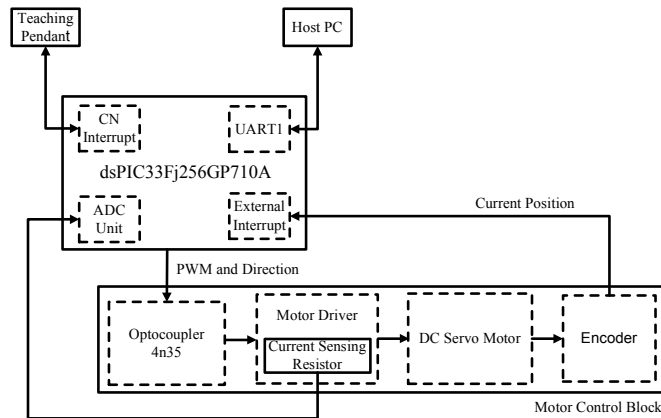 Teaching
Pendant
Host PC
CN
Interrupt
UART1
dsPIC33Fj256GP710A
ADC
Unit
External
Interrupt
Current Position
PWM and Direction
Optocoupler
4n35
Motor Driver
Current Sensing
Resistor
DC Servo Motor
Encoder
Motor Control Block